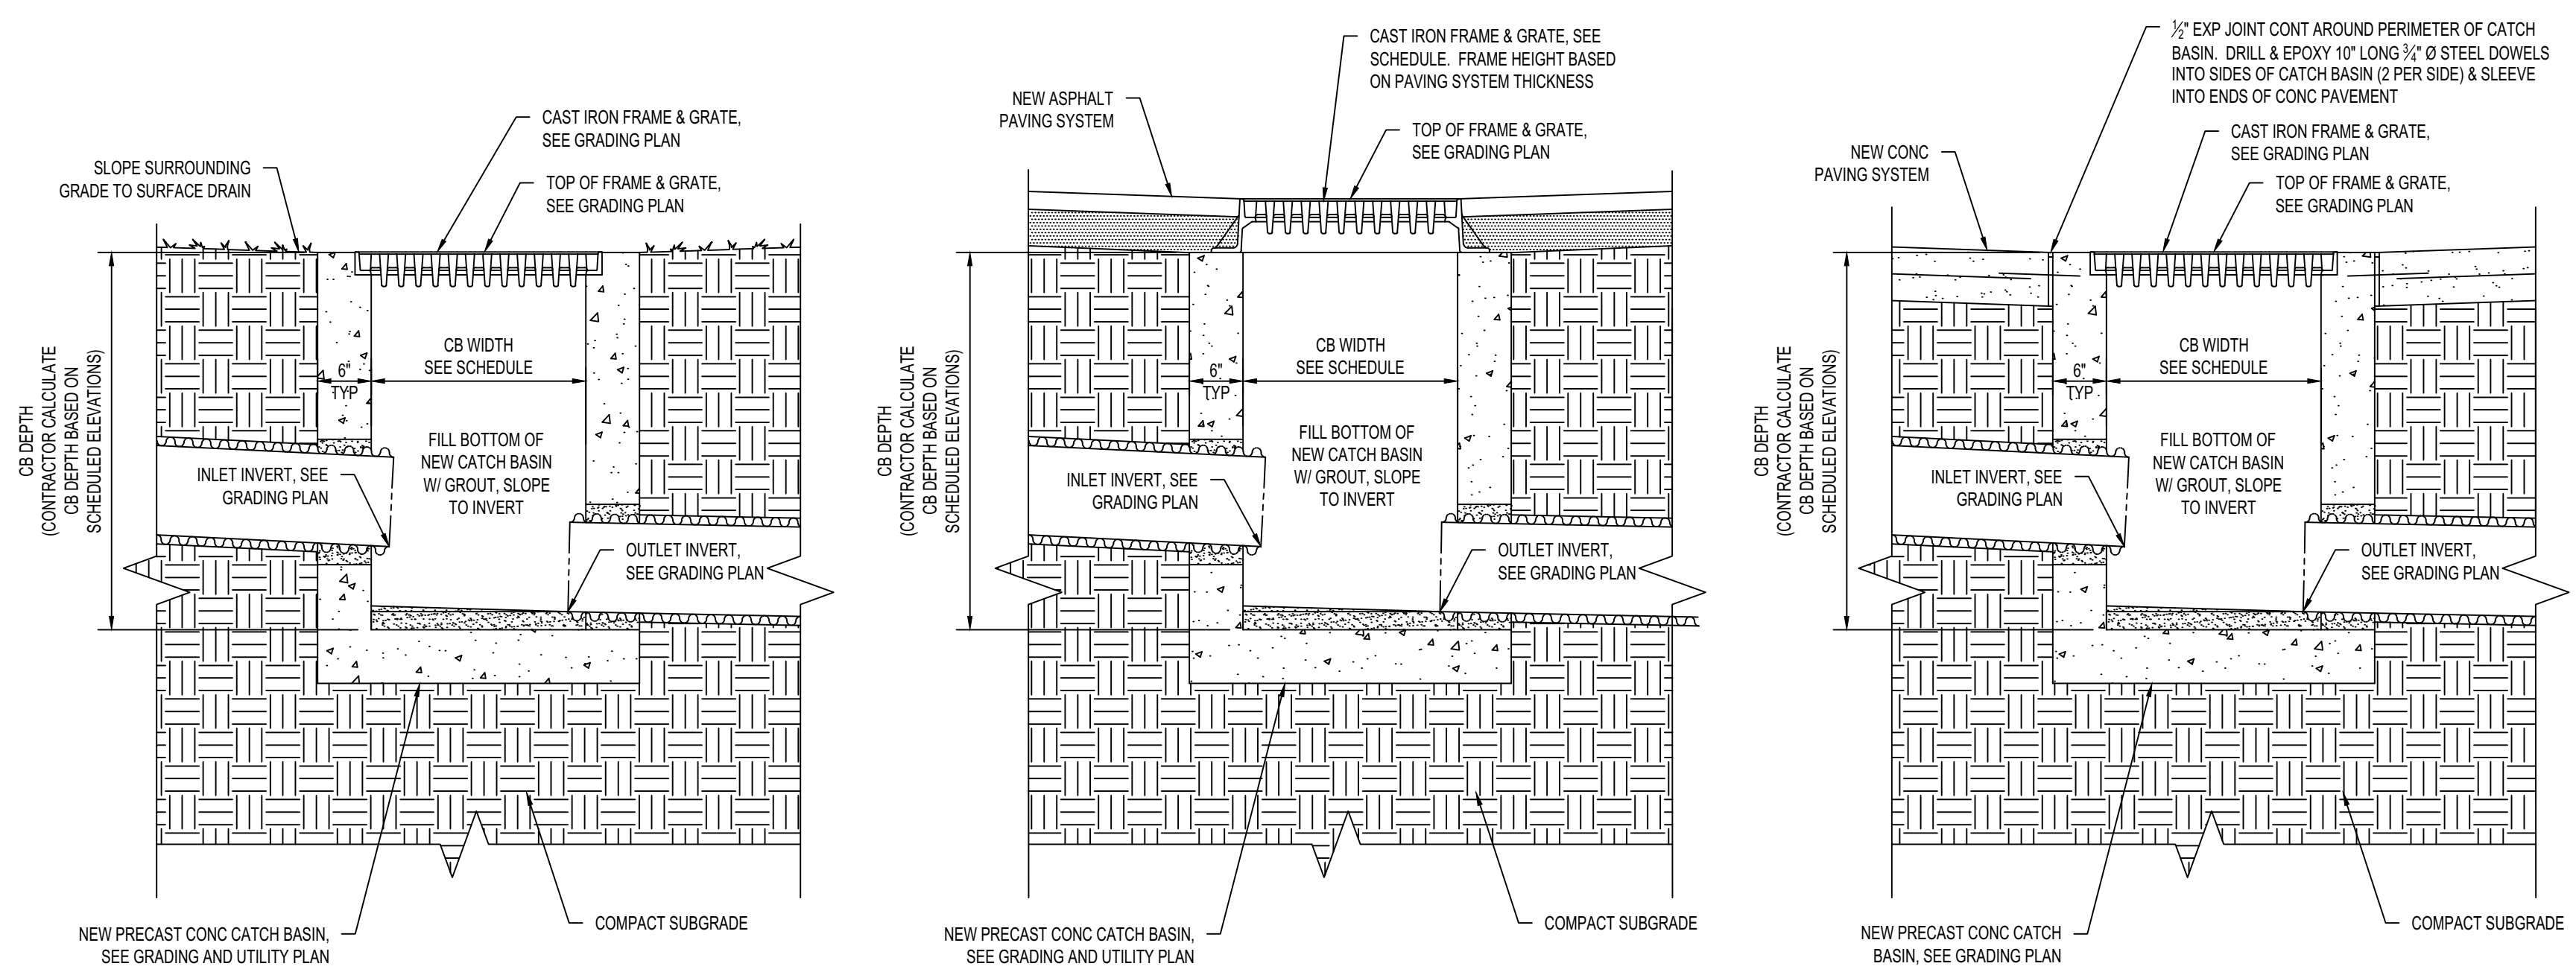 CAST IRON FRAME & GRATE,
SEE GRADING PLAN
SLOPE SURROUNDING
GRADE TO SURFACE DRAIN
TOP OF FRAME & GRATE,
SEE GRADING PLAN
CB DEPTH
(CONTRACTOR CALCULATE
CB DEPTH BASED ON
SCHEDULED ELEVATIONS)
CB WIDTH
SEE SCHEDULE
6"
TYP
FILL BOTTOM OF
NEW CATCH BASIN
W/ GROUT, SLOPE
TO INVERT
INLET INVERT, SEE
GRADING PLAN
OUTLET INVERT,
SEE GRADING PLAN
COMPACT SUBGRADE
NEW PRECAST CONC CATCH BASIN,
SEE GRADING AND UTILITY PLAN
CAST IRON FRAME & GRATE, SEE
SCHEDULE. FRAME HEIGHT BASED
ON PAVING SYSTEM THICKNESS
NEW ASPHALT
PAVING SYSTEM
TOP OF FRAME & GRATE,
SEE GRADING PLAN
CB DEPTH
(CONTRACTOR CALCULATE
CB DEPTH BASED ON
SCHEDULED ELEVATIONS)
CB WIDTH
SEE SCHEDULE
6"
TYP
FILL BOTTOM OF
NEW CATCH BASIN
W/ GROUT, SLOPE
TO INVERT
INLET INVERT, SEE
GRADING PLAN
OUTLET INVERT,
SEE GRADING PLAN
COMPACT SUBGRADE
NEW PRECAST CONC CATCH BASIN,
SEE GRADING AND UTILITY PLAN
½" EXP JOINT CONT AROUND PERIMETER OF CATCH
BASIN. DRILL & EPOXY 10" LONG ¾" Ø STEEL DOWELS
INTO SIDES OF CATCH BASIN (2 PER SIDE) & SLEEVE
INTO ENDS OF CONC PAVEMENT
CAST IRON FRAME & GRATE,
SEE GRADING PLAN
NEW CONC
PAVING SYSTEM
TOP OF FRAME & GRATE,
SEE GRADING PLAN
CB DEPTH
(CONTRACTOR CALCULATE
CB DEPTH BASED ON
SCHEDULED ELEVATIONS)
CB WIDTH
SEE SCHEDULE
6"
TYP
FILL BOTTOM OF
NEW CATCH BASIN
W/ GROUT, SLOPE
TO INVERT
INLET INVERT, SEE
GRADING PLAN
OUTLET INVERT,
SEE GRADING PLAN
COMPACT SUBGRADE
NEW PRECAST CONC CATCH
BASIN, SEE GRADING PLAN